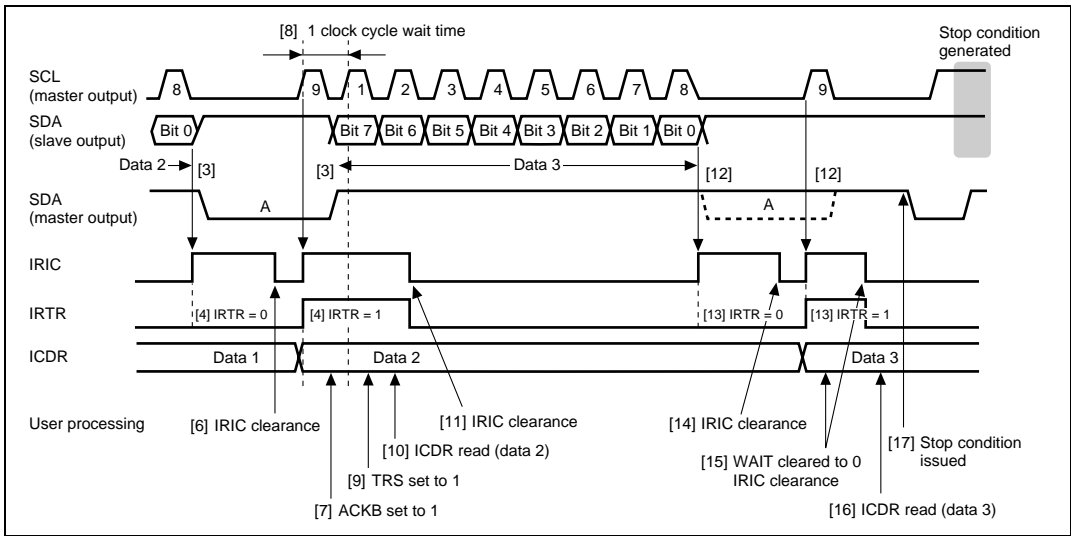 [8] 1 clock cycle wait time
Stop condition
generated
SCL
(master output)
8 9 1 2 3 4 5 6 7 8 9
SDA
(slave output)
Bit 0 Bit 7 Bit 6 Bit 5 Bit 4 Bit 3 Bit 2 Bit 1 Bit 0
Data 2 [3] [3] Data 3 [12] [12]
SDA
(master output)
A A
IRIC
IRTR
[4] IRTR = 0 [4] IRTR = 1 [13] IRTR = 0 [13] IRTR = 1
ICDR
Data 1 Data 2 Data 3
User processing
[6] IRIC clearance
[11] IRIC clearance
[14] IRIC clearance
[17] Stop condition
issued
[10] ICDR read (data 2)
[15] WAIT cleared to 0
IRIC clearance
[9] TRS set to 1
[7] ACKB set to 1
[16] ICDR read (data 3)